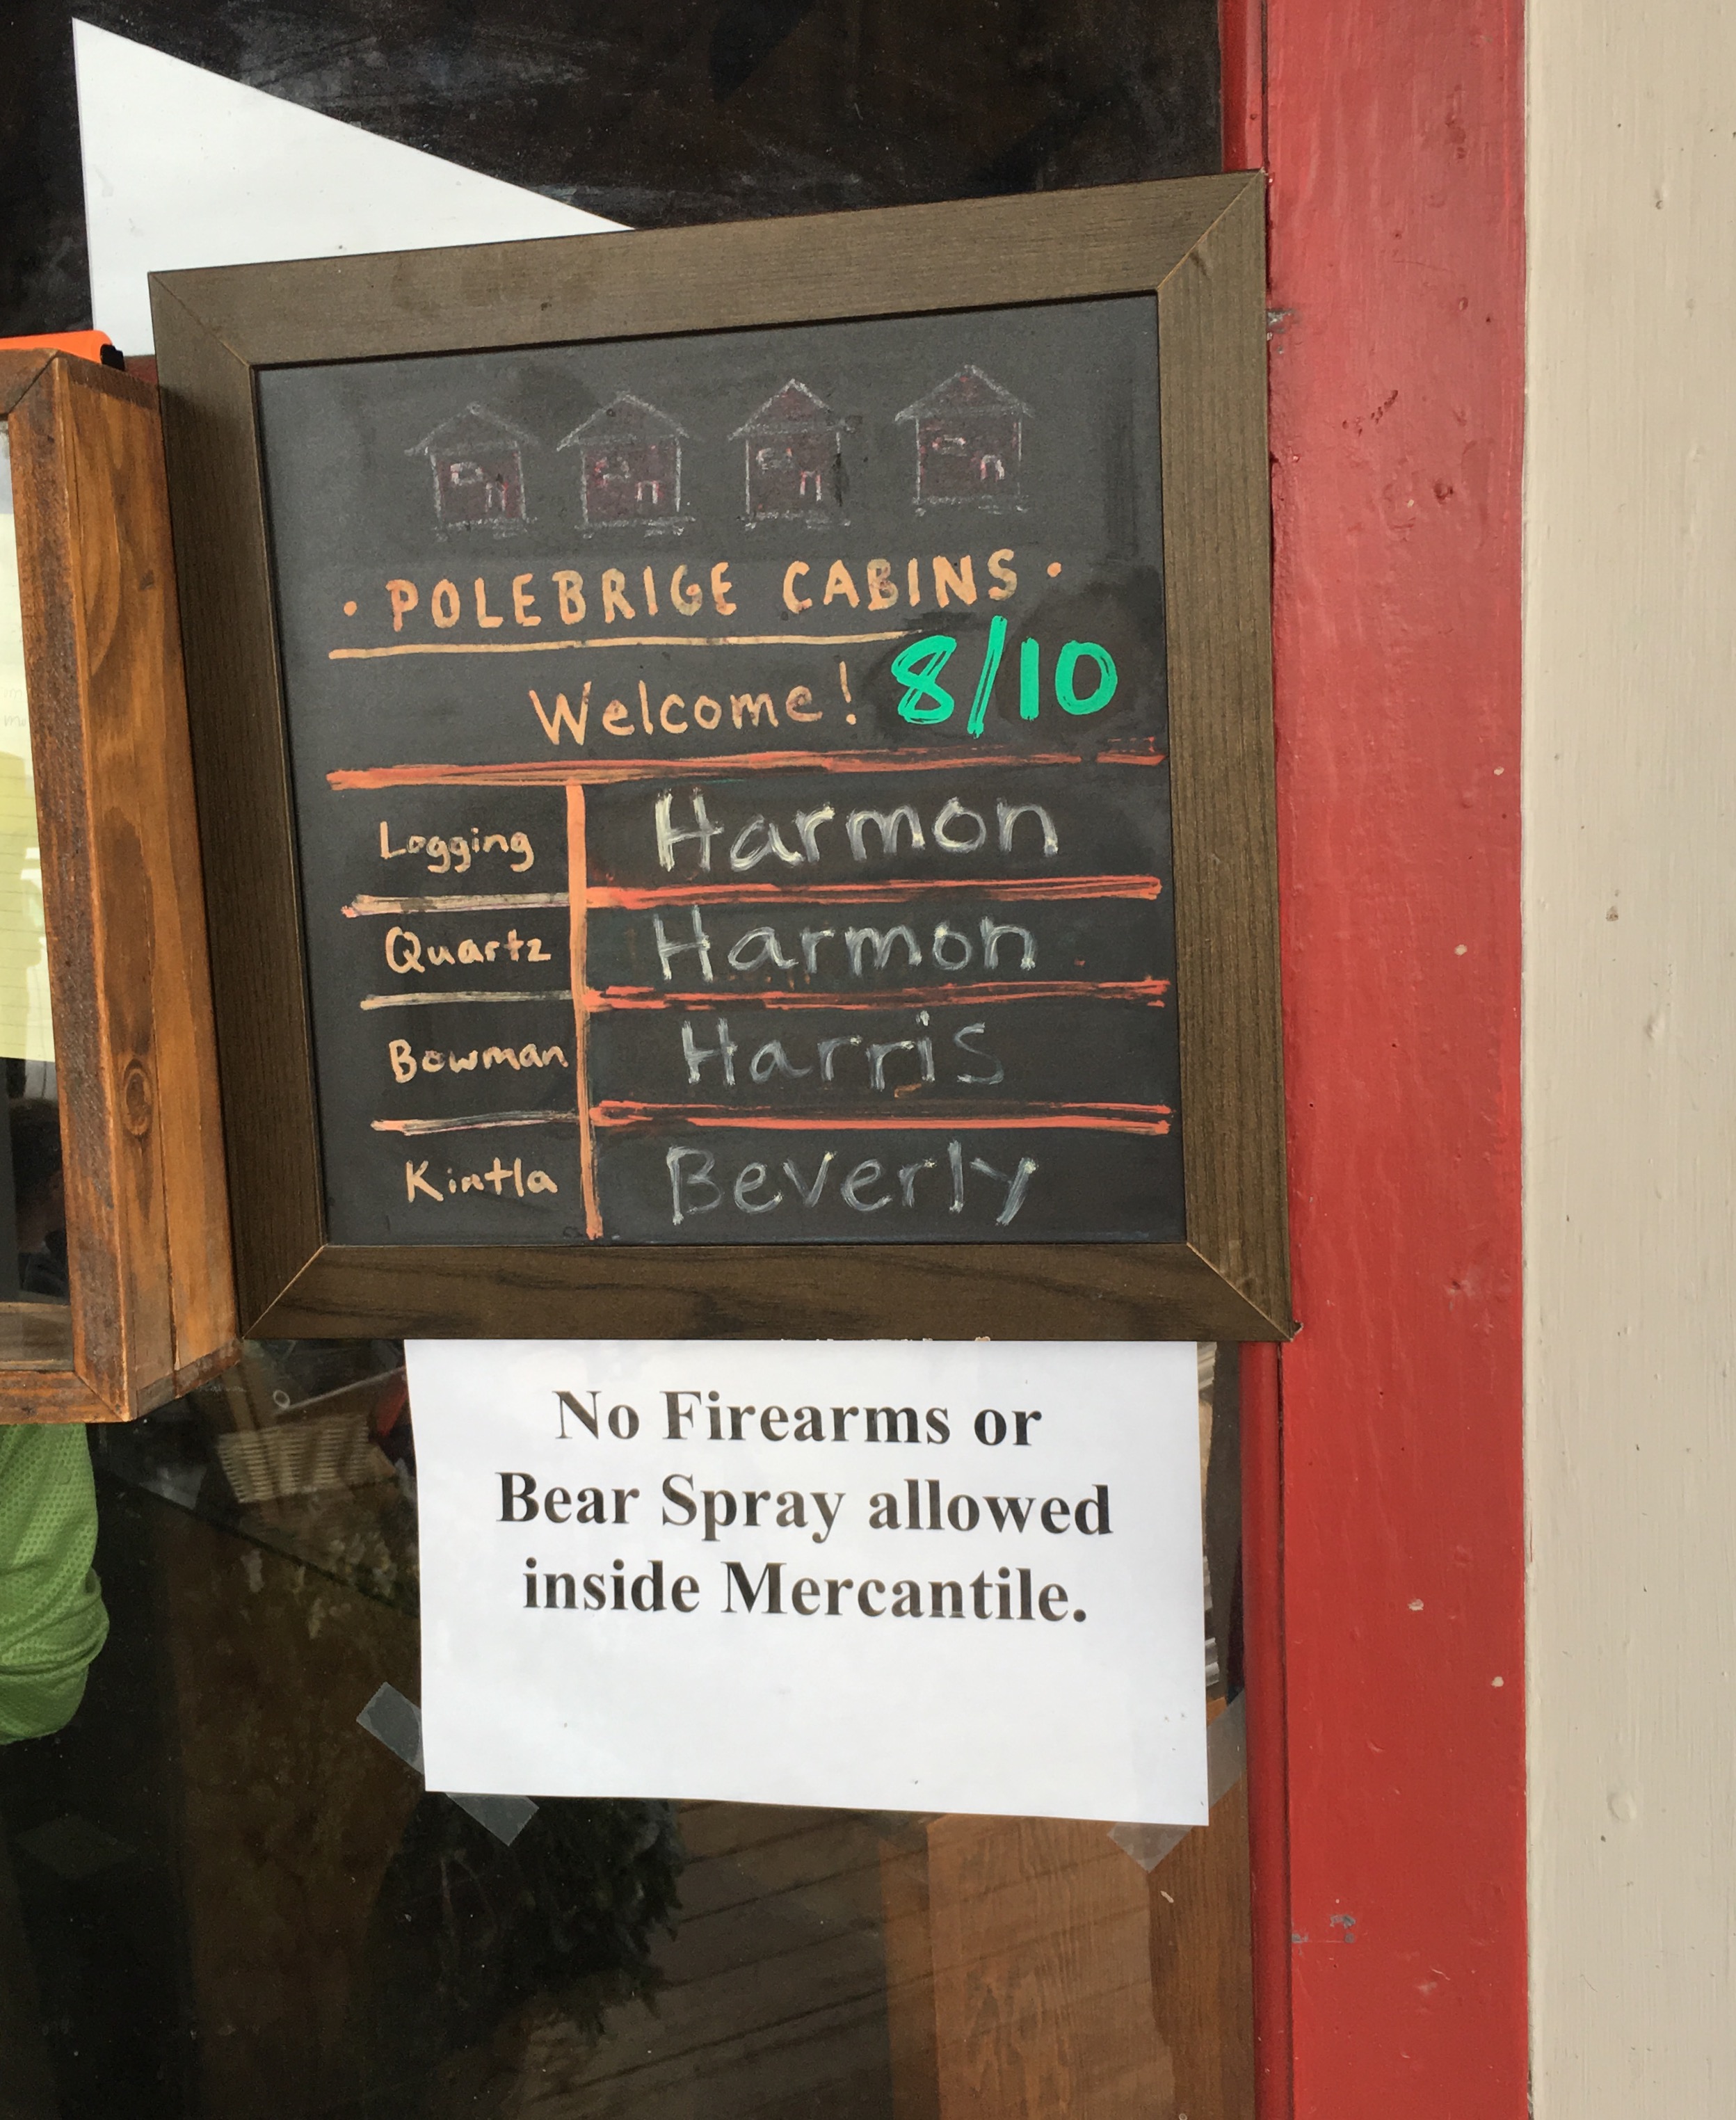 · POLEBRIGE CABINS ·
Welcome! 8/10
Logging Harmon
Quartz Harmon
Bowman Harris
Kintla Beverly
No Firearms or
Bear Spray allowed
inside Mercantile.